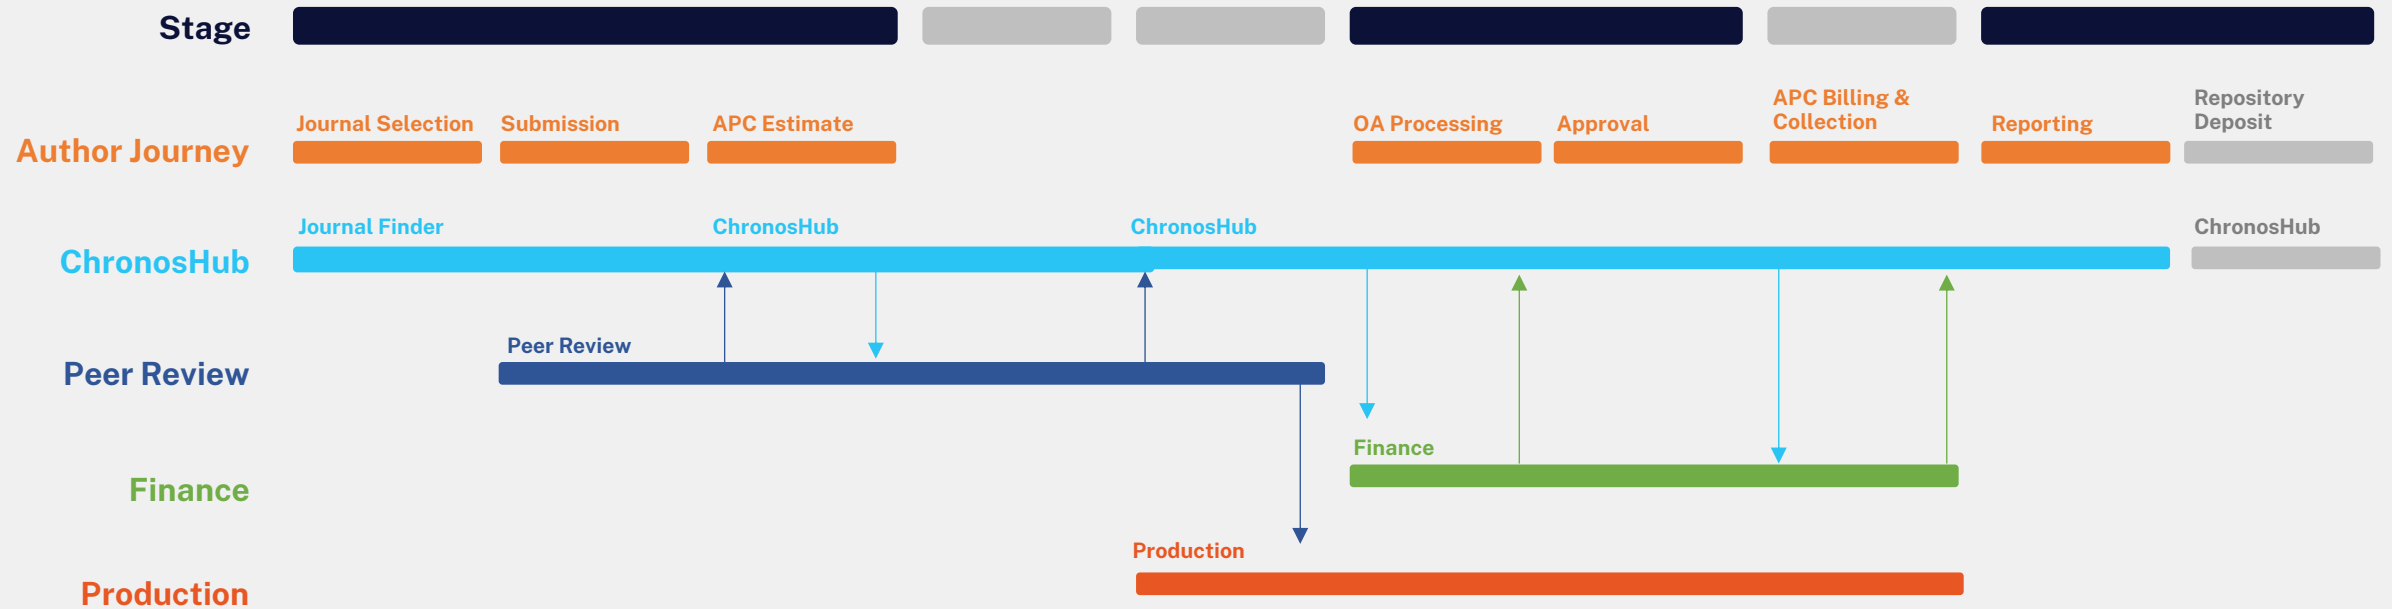 Stage
APC Billing &
Collection
Repository
Deposit
Journal Selection
Submission
APC Estimate
OA Processing
Approval
Reporting
Author Journey
Journal Finder
ChronosHub
ChronosHub
ChronosHub
ChronosHub
Peer Review
Peer Review
Finance
Finance
Production
Production